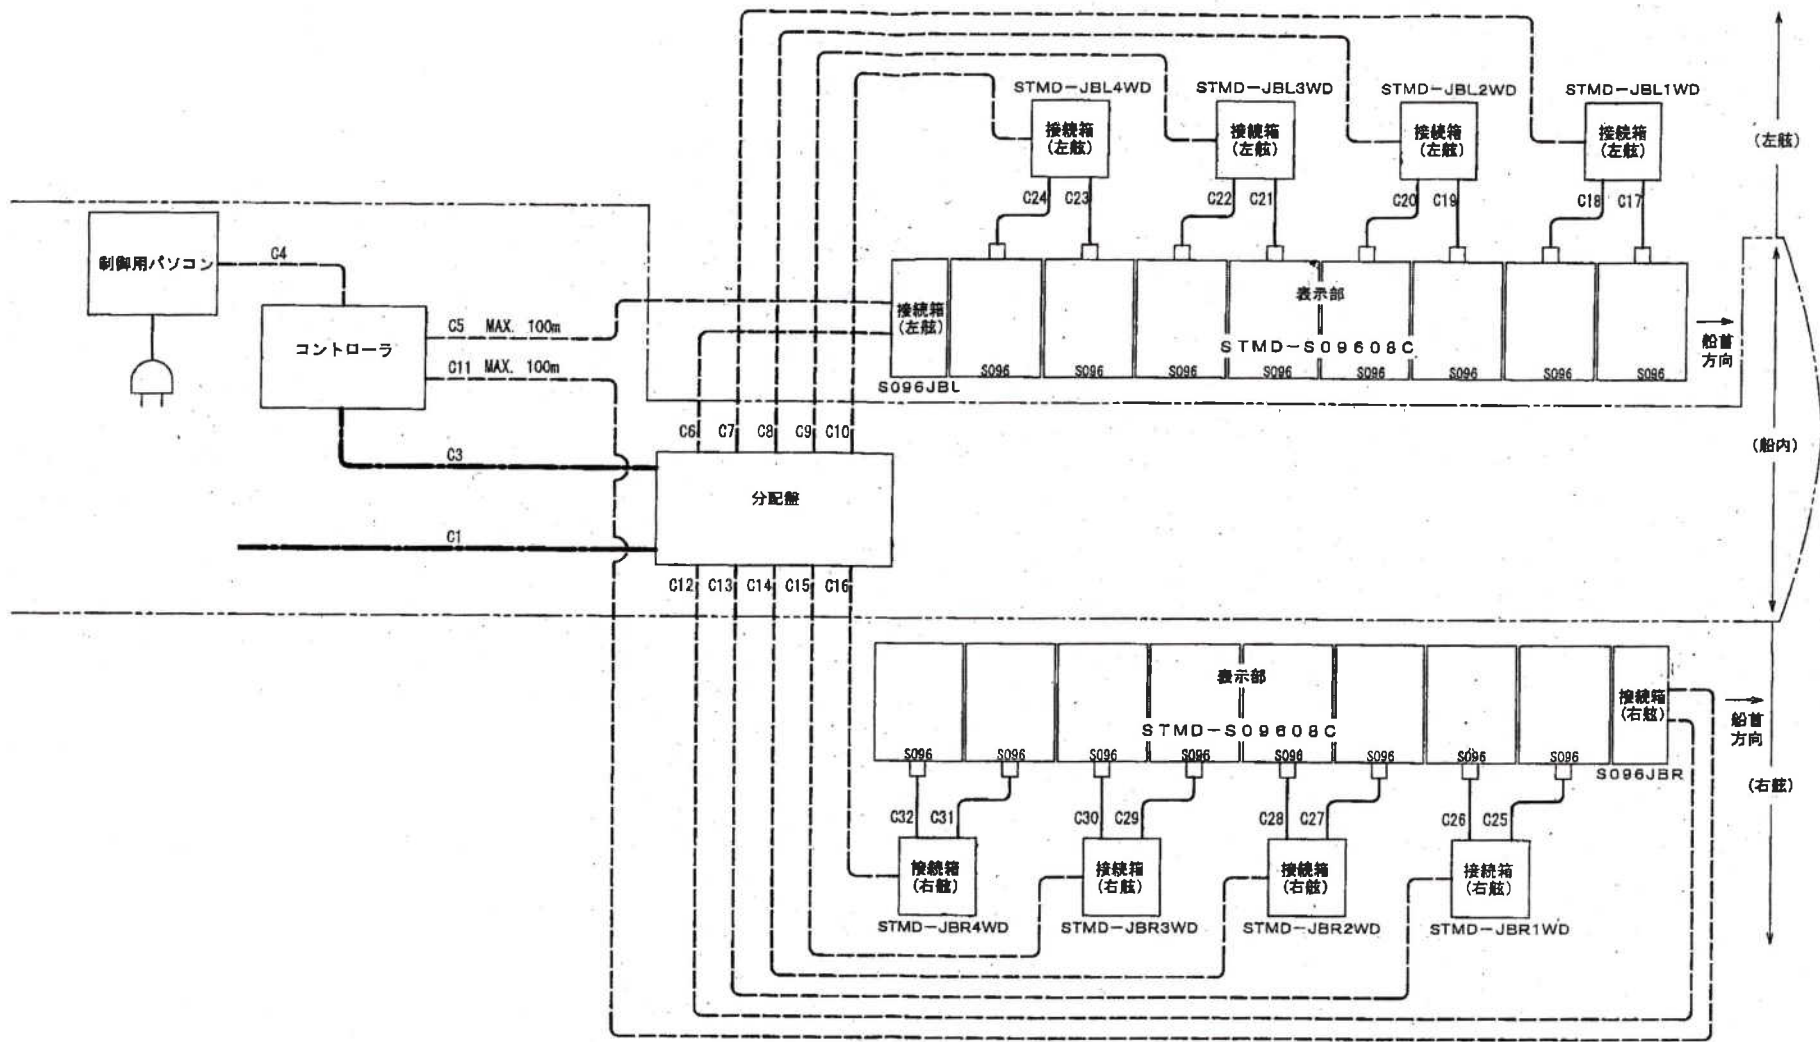 STMD-JBL4WD
STMD-JBL3WD
STMD-JBL2WD
STMD-JBL1WD
接続箱
(左舷)
接続箱
(左舷)
接続箱
(左舷)
接続箱
(左舷)
(左舷)
C24
C23
C22
C21
C20
C19
C18
C17
制御用パソコン
C4
コントローラ
C5 MAX. 100m
C11 MAX. 100m
接続箱
(左舷)
表示部
STMD-S09608C
S096
S096
S096
S096
S096
S096
S096
S096
S096JBL
船首
方向
C6
C7
C8
C9
C10
(船内)
C3
分配盤
C1
C12
C13
C14
C15
C16
表示部
STMD-S09608C
接続箱
(右舷)
船首
方向
S096
S096
S096
S096
S096
S096
S096
S096
S096JBR
(右舷)
C32
C31
C30
C29
C28
C27
C26
C25
接続箱
(右舷)
接続箱
(右舷)
接続箱
(右舷)
接続箱
(右舷)
STMD-JBR4WD
STMD-JBR3WD
STMD-JBR2WD
STMD-JBR1WD